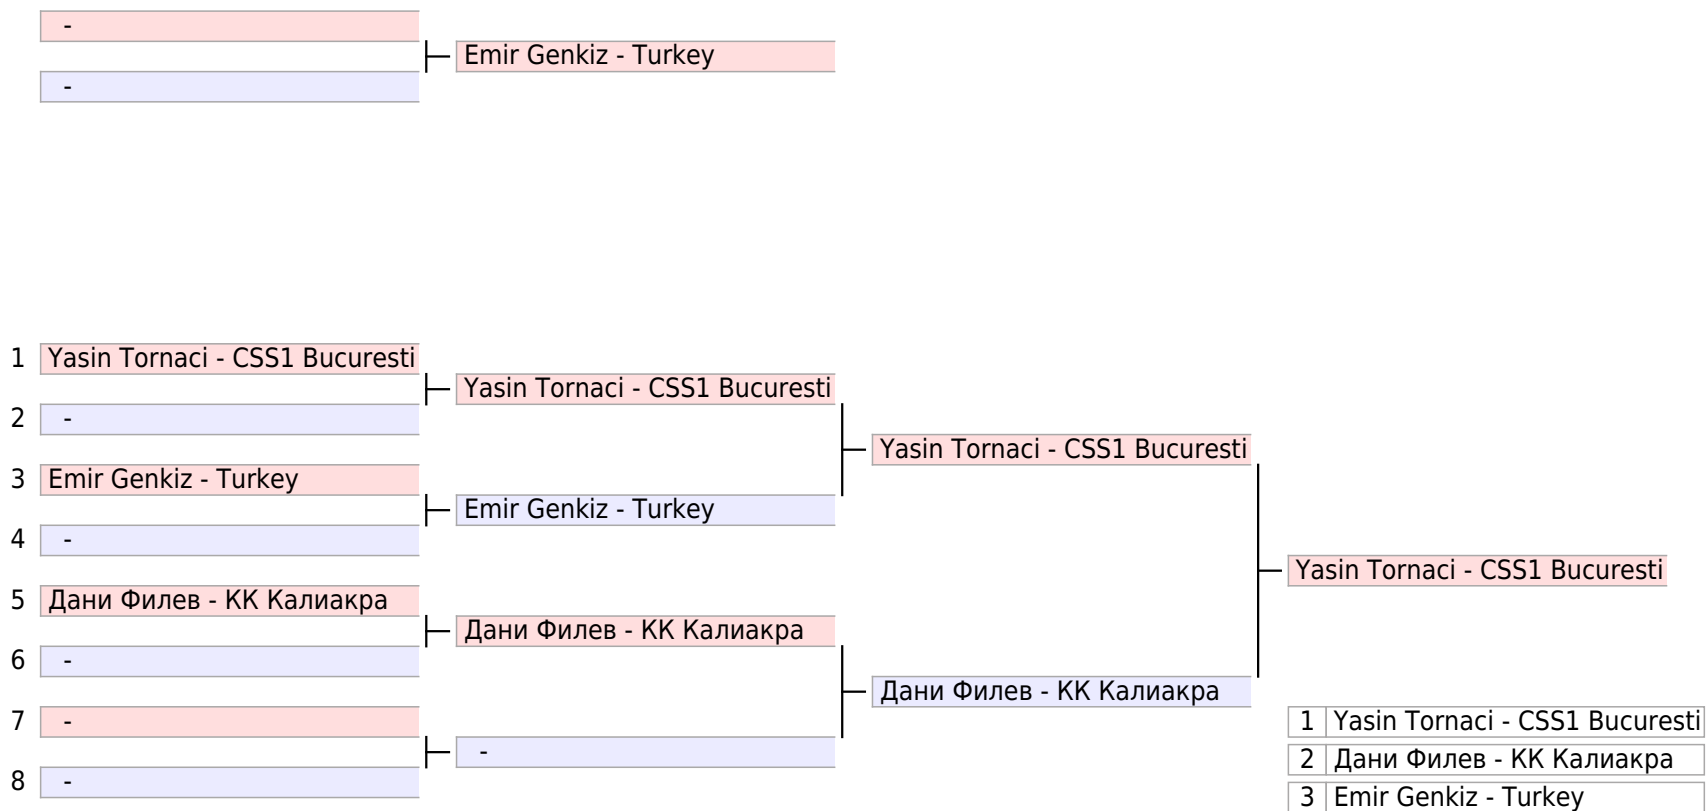 -
Emir Genkiz - Turkey
-
1 Yasin Tornaci - CSS1 Bucuresti
Yasin Tornaci - CSS1 Bucuresti
2 -
Yasin Tornaci - CSS1 Bucuresti
3 Emir Genkiz - Turkey
Emir Genkiz - Turkey
4 -
Yasin Tornaci - CSS1 Bucuresti
5 Дани Филев - КК Калиакра
Дани Филев - КК Калиакра
6 -
Дани Филев - КК Калиакра
7 -
-
8 -
1 Yasin Tornaci - CSS1 Bucuresti
2 Дани Филев - КК Калиакра
3 Emir Genkiz - Turkey